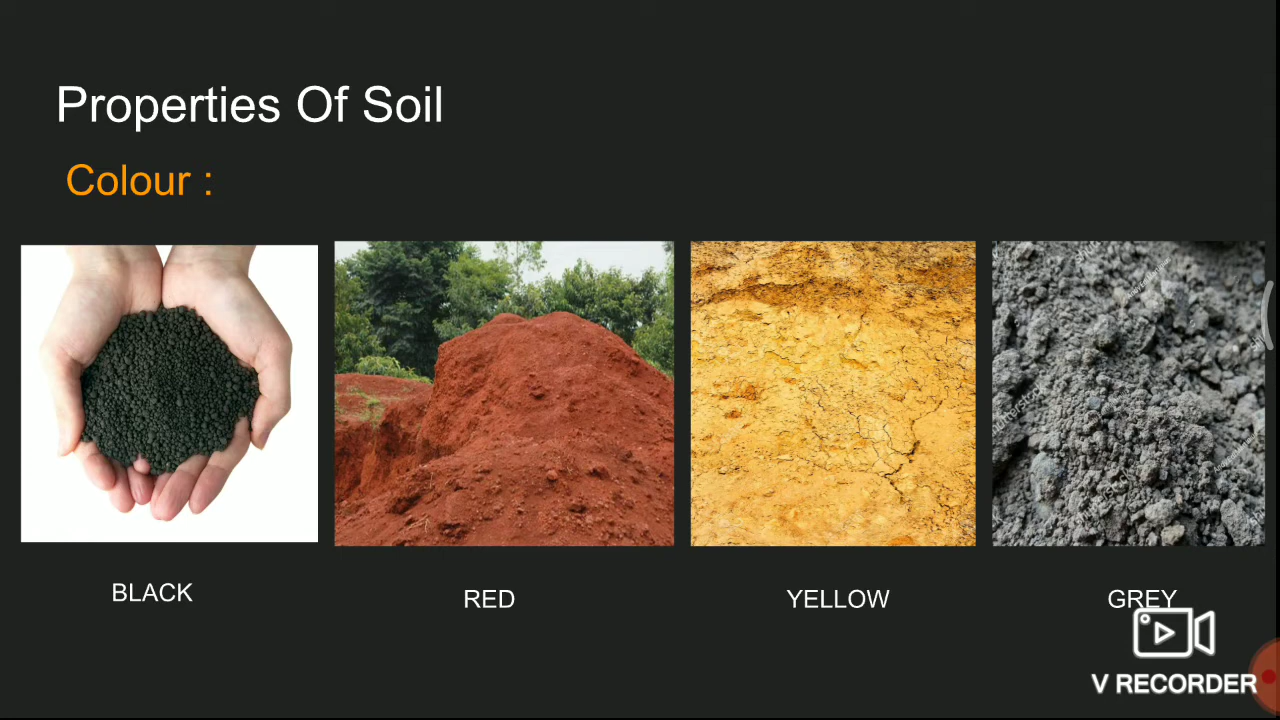 Properties Of Soil
Colour :
BLACK
RED
YELLOW
GREY
V RECORDER